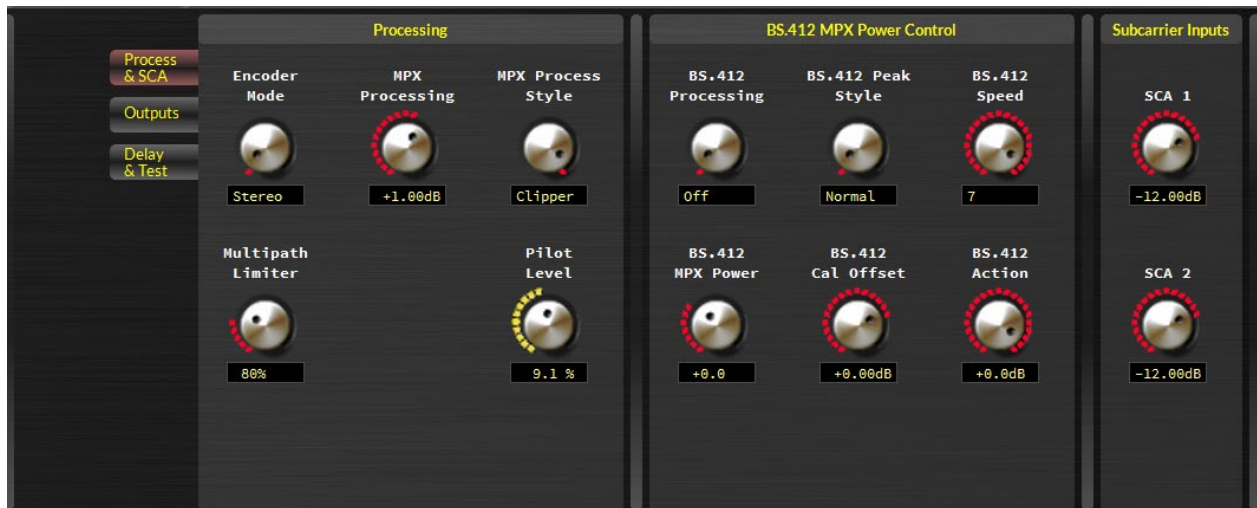 Processing
BS.412 MPX Power Control
Subcarrier Inputs
Process
& SCA
Outputs
Delay
& Test
Encoder
Mode
Stereo
MPX
Processing
+1.00dB
MPX Process
Style
Clipper
Multipath
Limiter
80%
Pilot
Level
9.1 %
BS.412
Processing
Off
BS.412 Peak
Style
Normal
BS.412
Speed
7
BS.412
MPX Power
+0.0
BS.412
Cal Offset
+0.00dB
BS.412
Action
+0.0dB
SCA 1
-12.00dB
SCA 2
-12.00dB